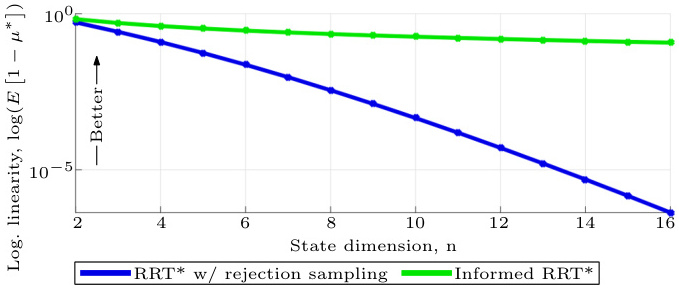 10^0
10^-5
Log. linearity, log(E [1 − μ*])
Better
2 4 6 8 10 12 14 16
State dimension, n
RRT* w/ rejection sampling Informed RRT*